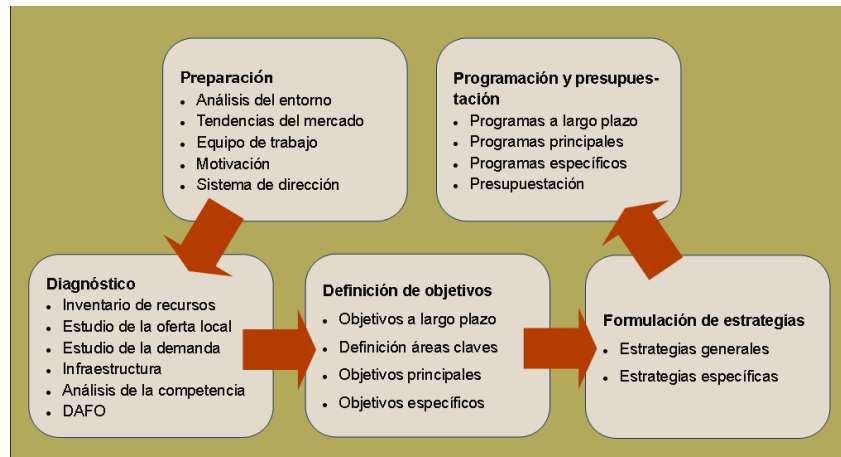 Preparación
• Análisis del entorno
• Tendencias del mercado
• Equipo de trabajo
• Motivación
• Sistema de dirección
Diagnóstico
• Inventario de recursos
• Estudio de la oferta local
• Estudio de la demanda
• Infraestructura
• Análisis de la competencia
• DAFO
Definición de objetivos
• Objetivos a largo plazo
• Definición áreas claves
• Objetivos principales
• Objetivos específicos
Formulación de estrategias
• Estrategias generales
• Estrategias específicas
Programación y presupues-
tación
• Programas a largo plazo
• Programas principales
• Programas específicos
• Presupuestación